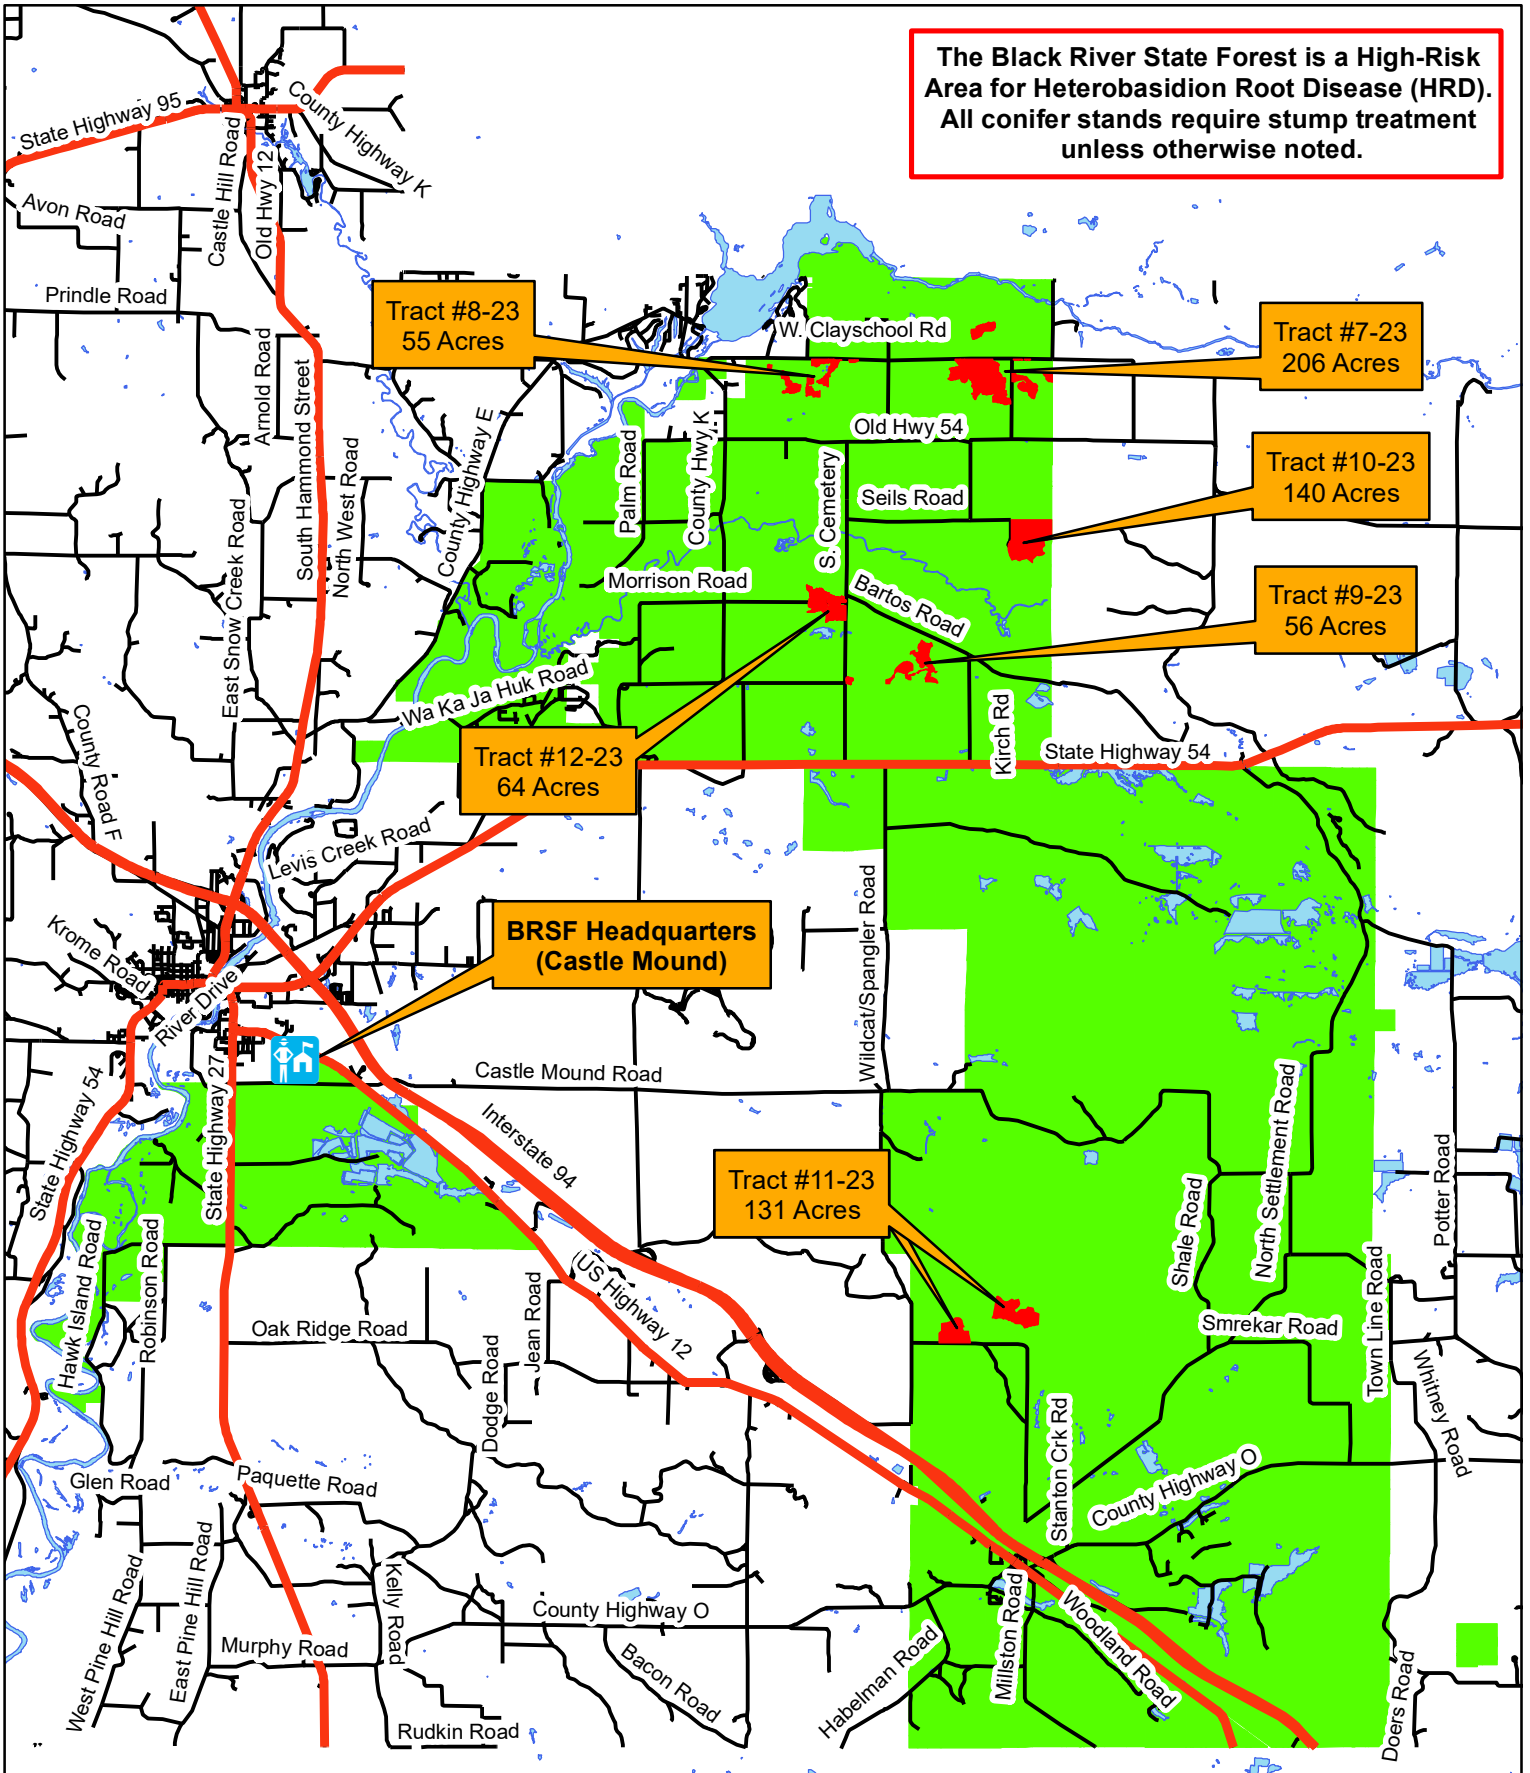 The Black River State Forest is a High-Risk
Area for Heterobasidion Root Disease (HRD).
All conifer stands require stump treatment
unless otherwise noted.
State Highway 95
County Highway K
Castle Hill Road
Old Hwy 12
Avon Road
Prindle Road
Tract #8-23
55 Acres
W. Clayschool Rd
Tract #7-23
206 Acres
Arnold Road
South Hammond Street
North West Road
County Highway E
Palm Road
County Hwy K
Old Hwy 54
S. Cemetery
Seils Road
Tract #10-23
140 Acres
East Snow Creek Road
Morrison Road
Bartos Road
Tract #9-23
56 Acres
Wa Ka Ja Huk Road
County Road F
Tract #12-23
64 Acres
Kirch Rd
State Highway 54
Levis Creek Road
Wildcat/Spangler Road
BRSF Headquarters
(Castle Mound)
Krome Road
River Drive
State Highway 54
State Highway 27
Castle Mound Road
Interstate 94
North Settlement Road
Shale Road
Potter Road
Tract #11-23
131 Acres
Hawk Island Road
Robinson Road
US Highway 12
Oak Ridge Road
Jean Road
Dodge Road
Smrekar Road
Town Line Road
Whitney Road
Stanton Crk Rd
County Highway O
Glen Road
Paquette Road
West Pine Hill Road
East Pine Hill Road
Kelly Road
County Highway O
Murphy Road
Bacon Road
Rudkin Road
Habelman Road
Millston Road
Woodland Road
Doers Road